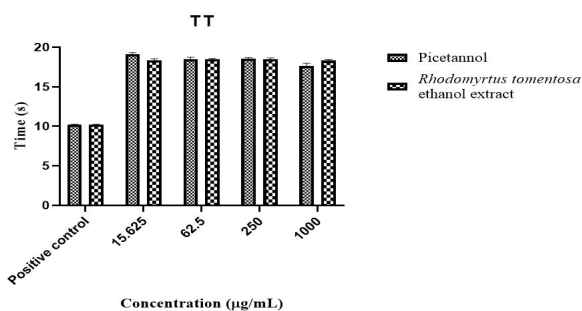 TT
20
15
10
5
0
Time (s)
Positive control
15.625
62.5
250
1000
Concentration (μg/mL)
Picetannol
Rhodomyrtus tomentosa
ethanol extract